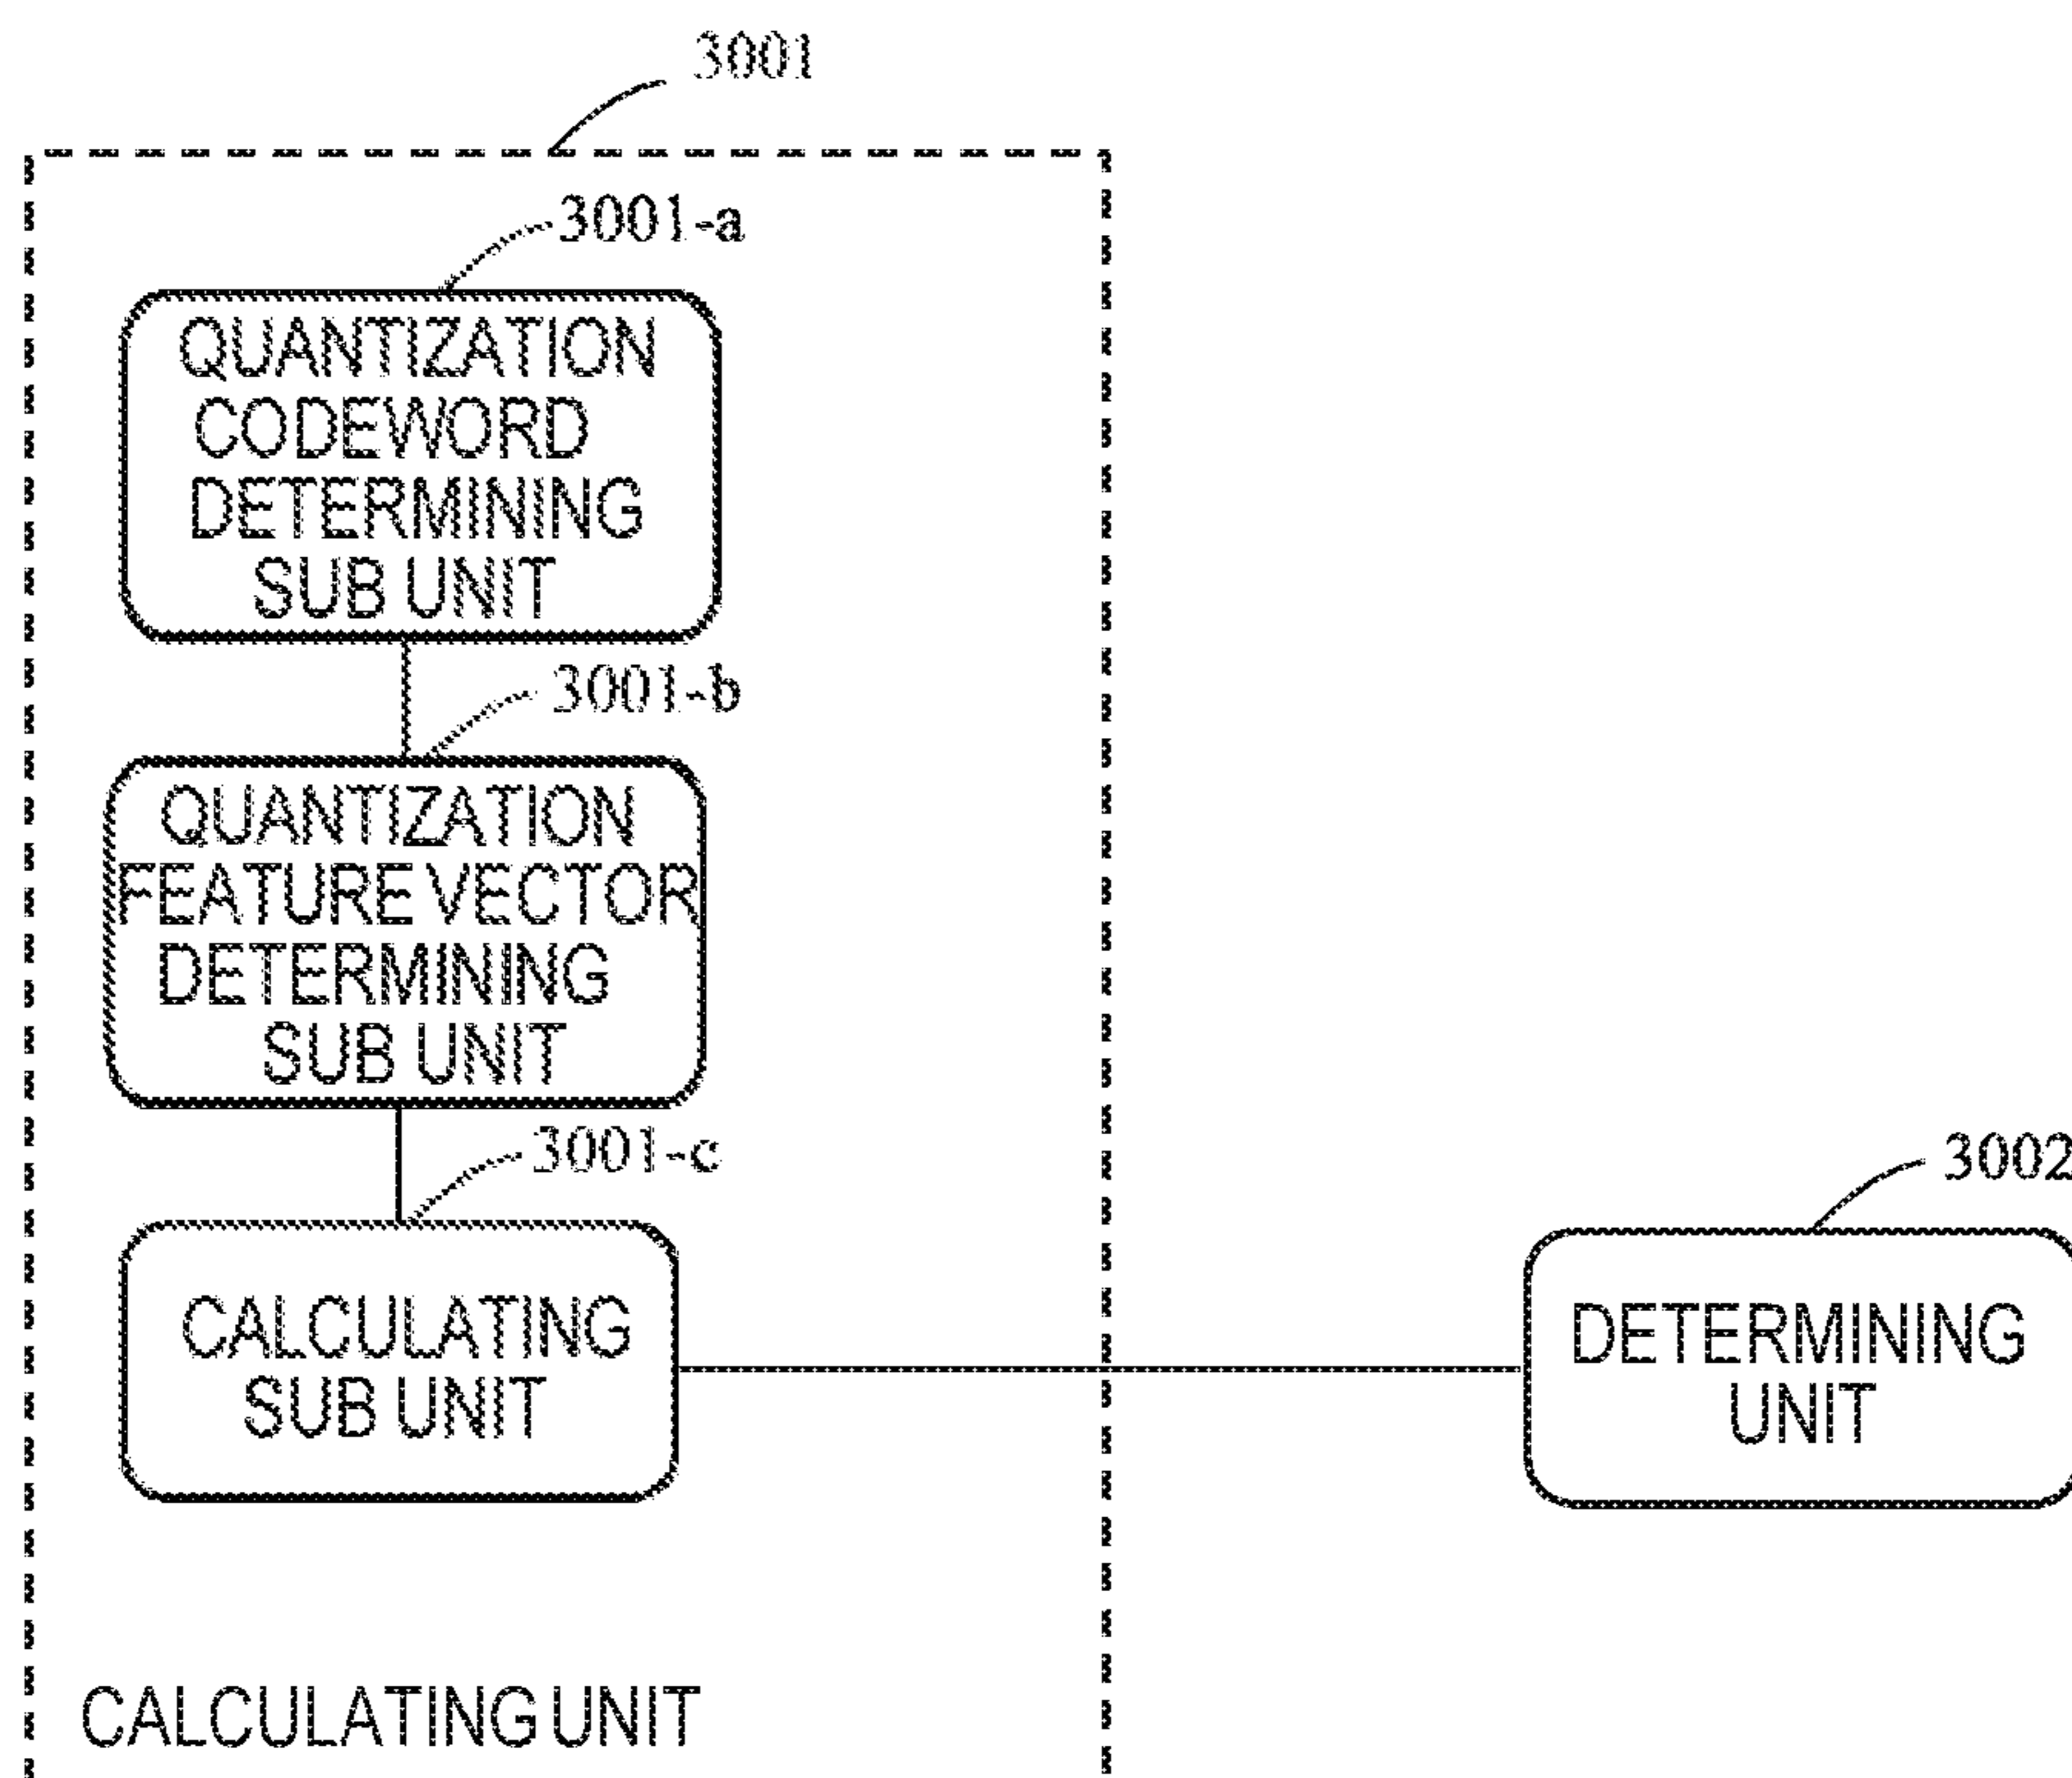 3001
3001-a
QUANTIZATION
CODEWORD
DETERMINING
SUB UNIT
3001-b
QUANTIZATION
FEATURE VECTOR
DETERMINING
SUB UNIT
3001-c
CALCULATING
SUB UNIT
3002
DETERMINING
UNIT
CALCULATING UNIT